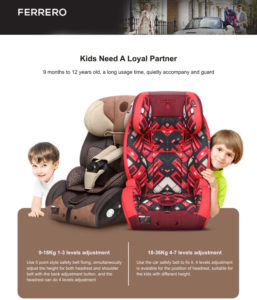 FERRERO
Kids Need A Loyal Partner
9 months to 12 years old, a long usage time, quietly accompany and guard
9-18Kg 1-3 levels adjustment
Use 5 point style safety belt fixing, simultaneously
adjust the height for both headrest and shoulder
belt with the back adjustment button, and the
headrest can do 4 levels adjustment
15-36Kg 4-7 levels adjustment
Use the car safety belt to fix it, 4 levels adjustment
is available for the position of headrest, suitable for
the kids with different height.